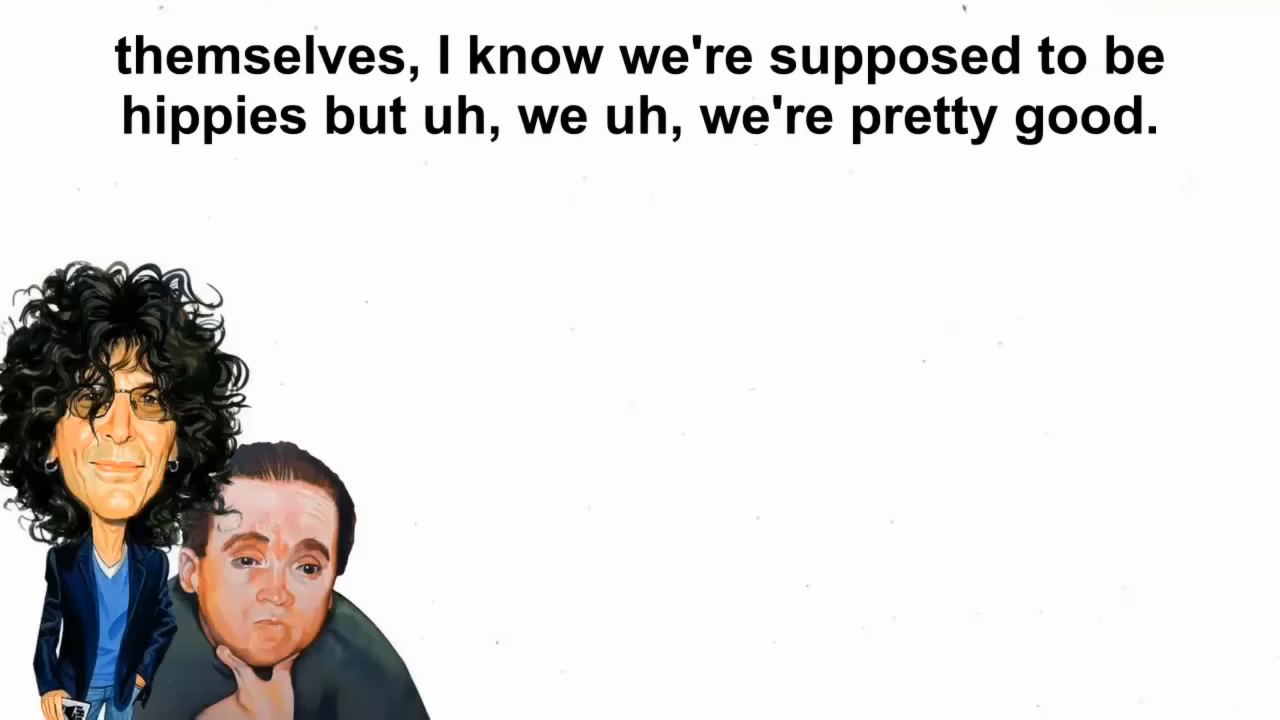 themselves, I know we're supposed to be
hippies but uh, we uh, we're pretty good.